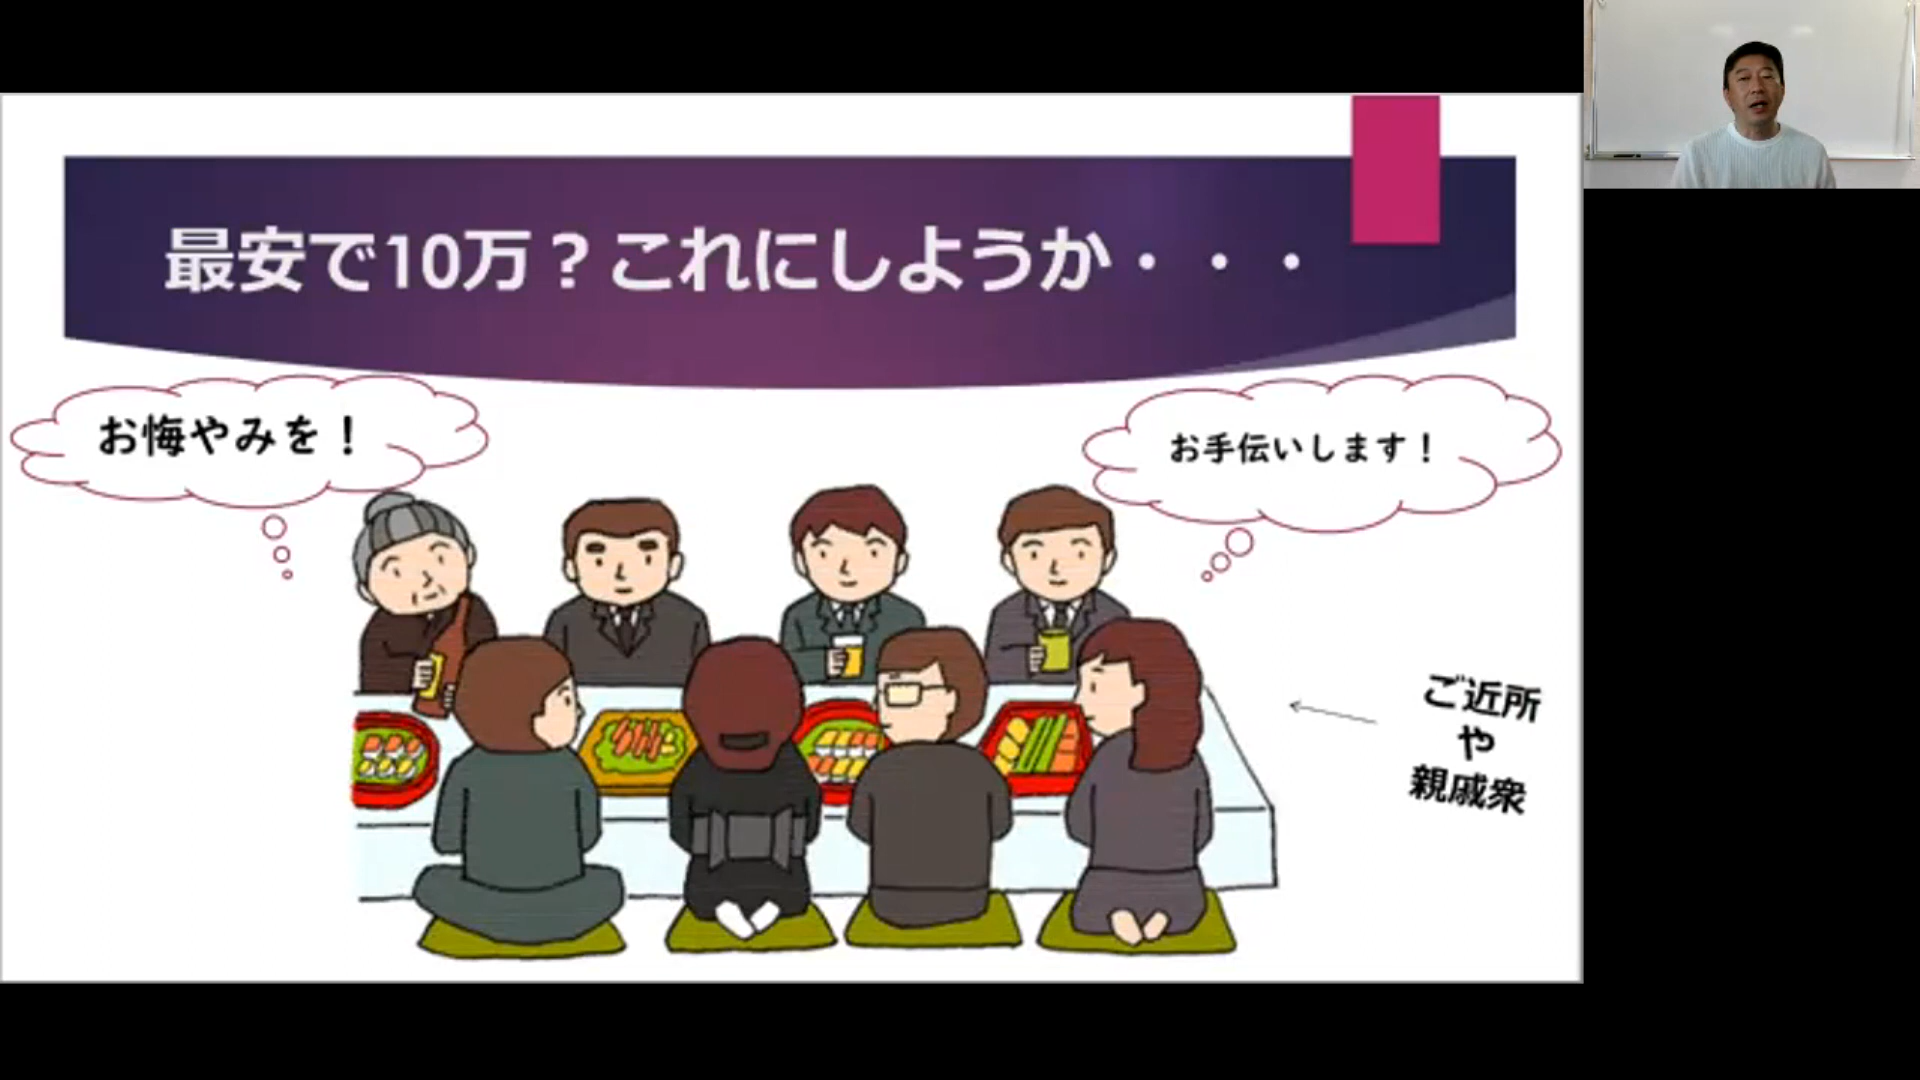 最安で10万？これにしようか・・・
お悔やみを！
お手伝いします！
ご近所
や
親戚衆